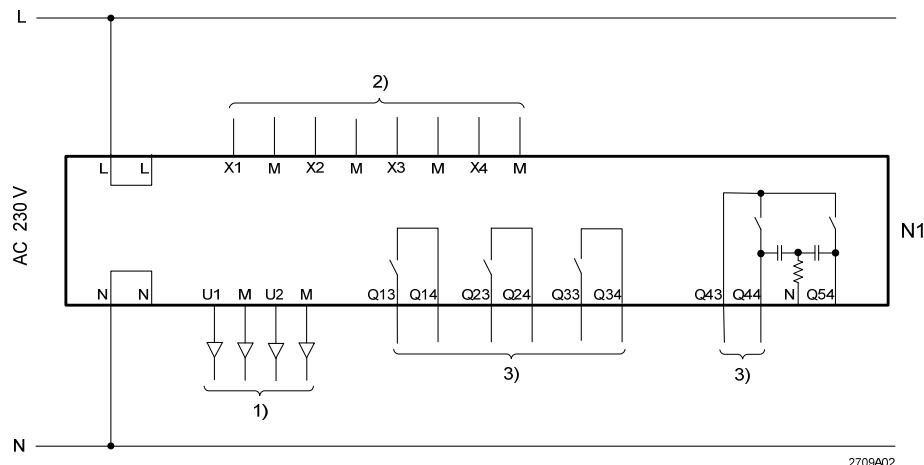 L
2)
L L X1 M X2 M X3 M X4 M
AC 230 V
N1
N N U1 M U2 M Q13 Q14 Q23 Q24 Q33 Q34 Q43 Q44 N Q54
1)
3)
3)
N
2709A02